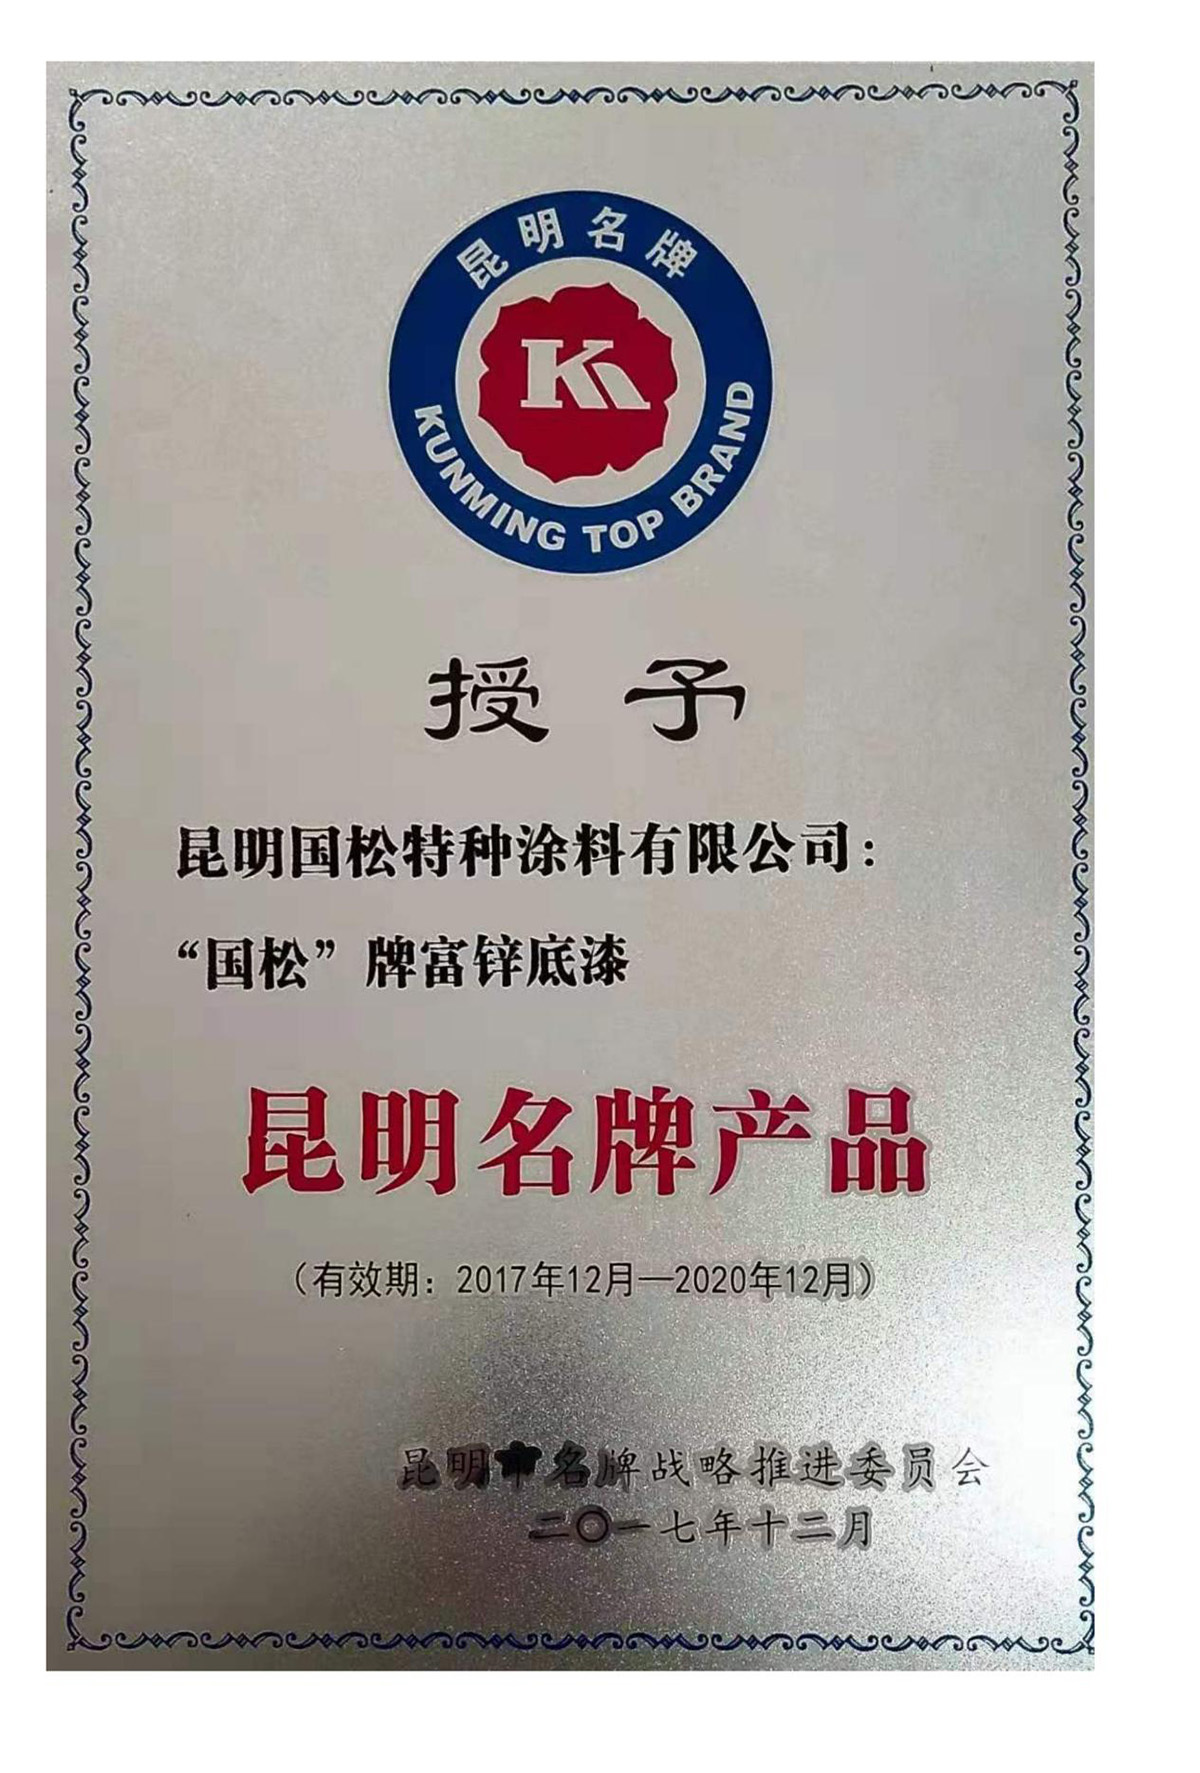 昆明名牌
K
KUNMING TOP BRAND
授予
昆明国松特种涂料有限公司：
“国松”牌富锌底漆
昆明名牌产品
（有效期：2017年12月—2020年12月）
昆明市名牌战略推进委员会
二〇一七年十二月